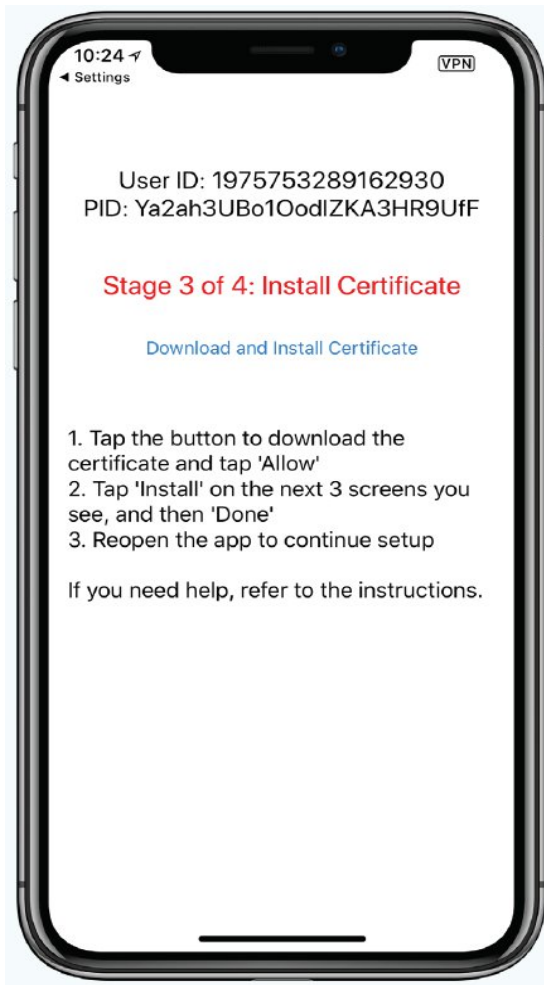 10:24
Settings
VPN
User ID: 1975753289162930
PID: Ya2ah3UBo1OodIZKA3HR9UfF
Stage 3 of 4: Install Certificate
Download and Install Certificate
1. Tap the button to download the
certificate and tap 'Allow'
2. Tap 'Install' on the next 3 screens you
see, and then 'Done'
3. Reopen the app to continue setup
If you need help, refer to the instructions.